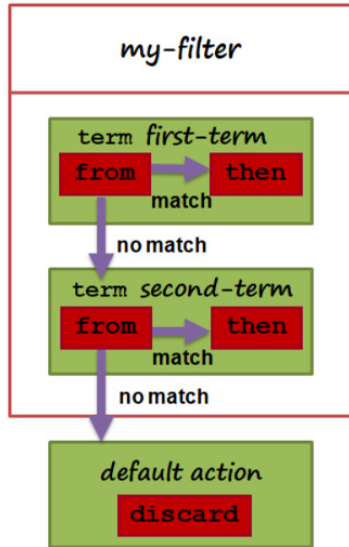 my-filter
term first-term
from then
match
no match
term second-term
from then
match
no match
default action
discard